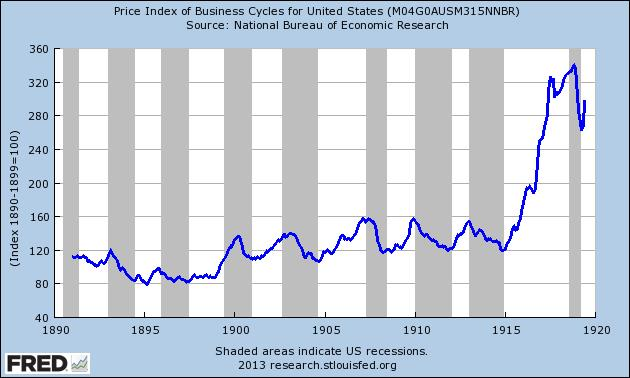 Price Index of Business Cycles for United States (M04G0AUSM315NNBR)
Source: National Bureau of Economic Research
(Index 1890-1899=100)
360
320
280
240
200
160
120
80
40
1890
1895
1900
1905
1910
1915
1920
Shaded areas indicate US recessions.
2013 research.stlouisfed.org
FRED